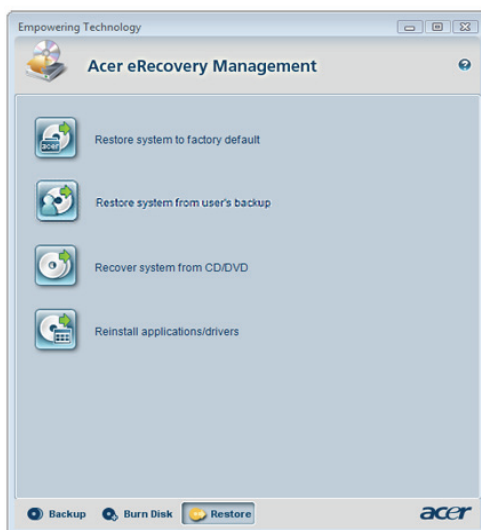 Empowering Technology
Acer eRecovery Management
Restore system to factory default
Restore system from user's backup
Recover system from CD/DVD
Reinstall applications/drivers
Backup Burn Disk Restore acer